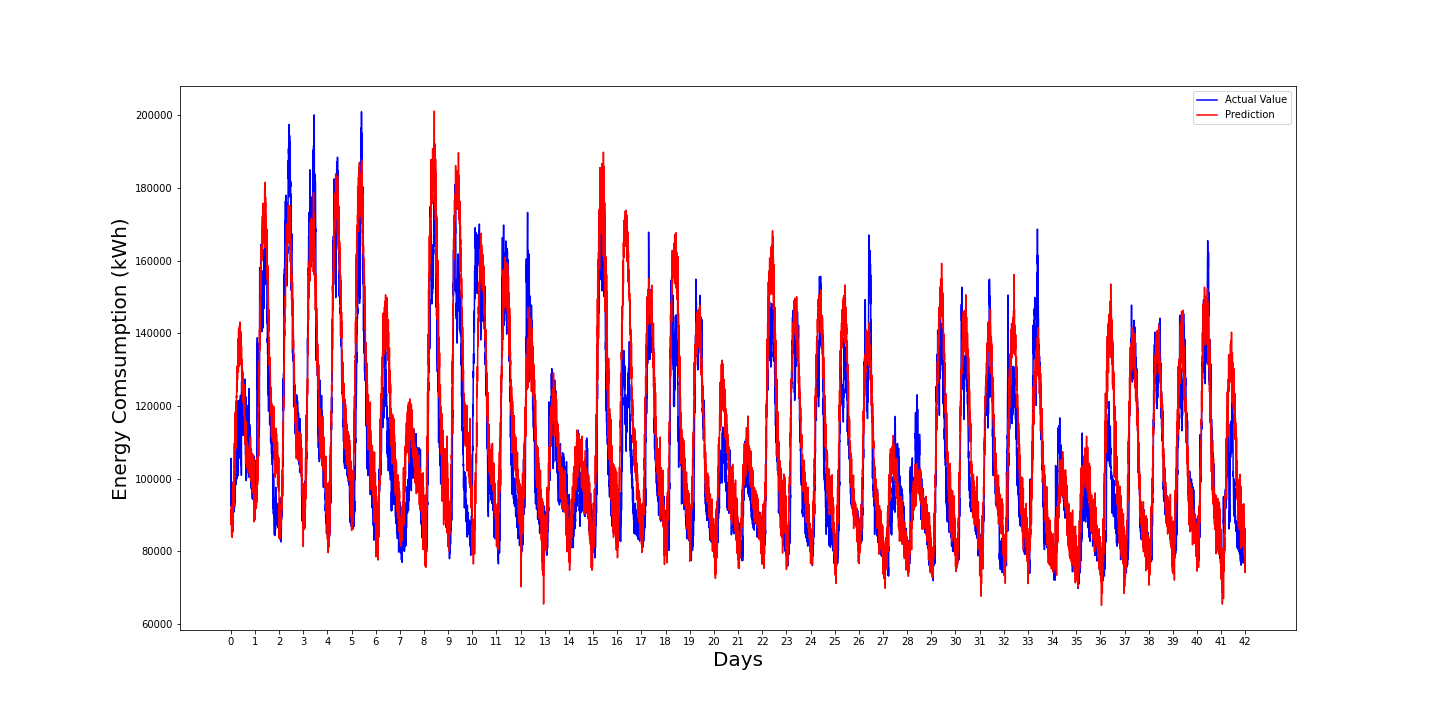 Actual Value
Prediction
200000
180000
160000
140000
120000
100000
80000
60000
Energy Comsumption (kWh)
0 1 2 3 4 5 6 7 8 9 10 11 12 13 14 15 16 17 18 19 20 21 22 23 24 25 26 27 28 29 30 31 32 33 34 35 36 37 38 39 40 41 42
Days